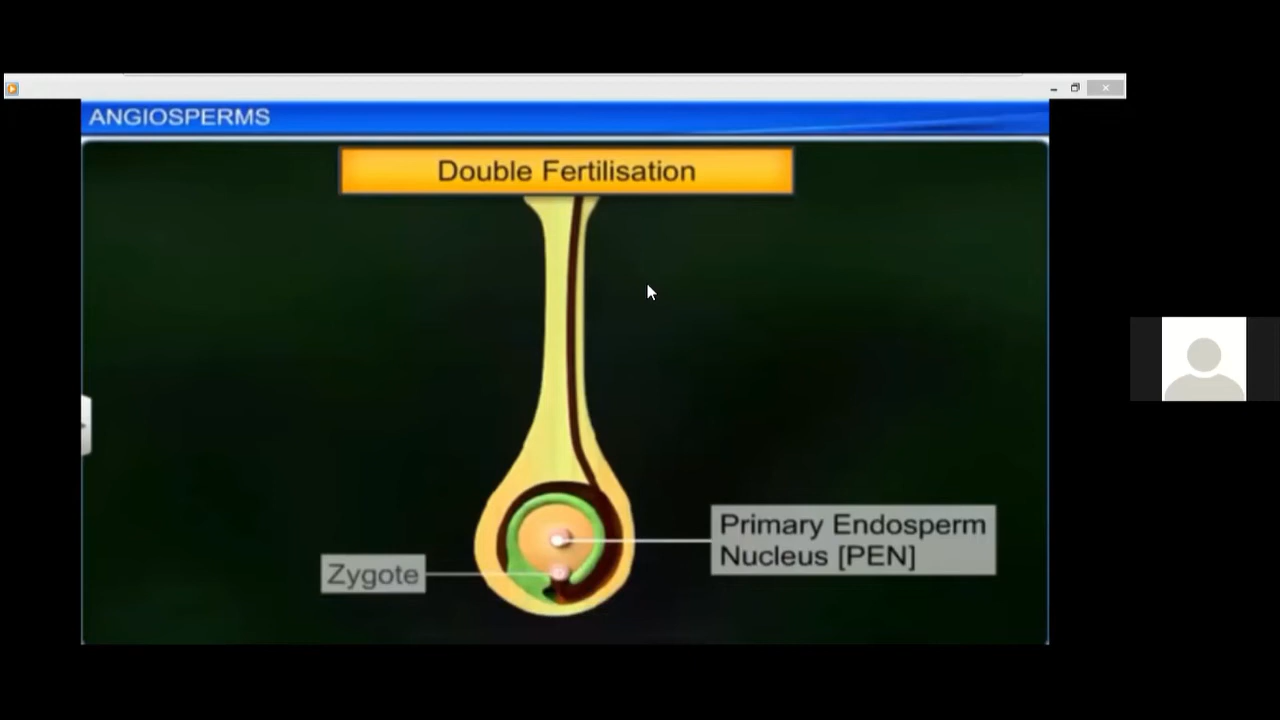 ANGIOSPERMS
Double Fertilisation
Primary Endosperm
Nucleus [PEN]
Zygote